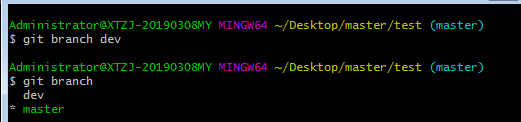 Administrator@XTZJ-20190308MY MINGW64 ~/Desktop/master/test (master)
$ git branch dev
Administrator@XTZJ-20190308MY MINGW64 ~/Desktop/master/test (master)
$ git branch
  dev
* master